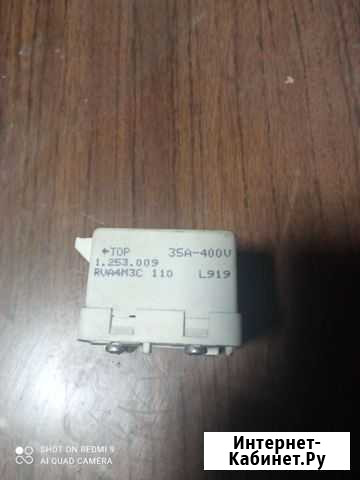 ←TOP 35A-400V
1.253.009
RVA4M3C 110 L919
SHOT ON REDMI 9
AI QUAD CAMERA
Интернет-
Кабинет.Ру